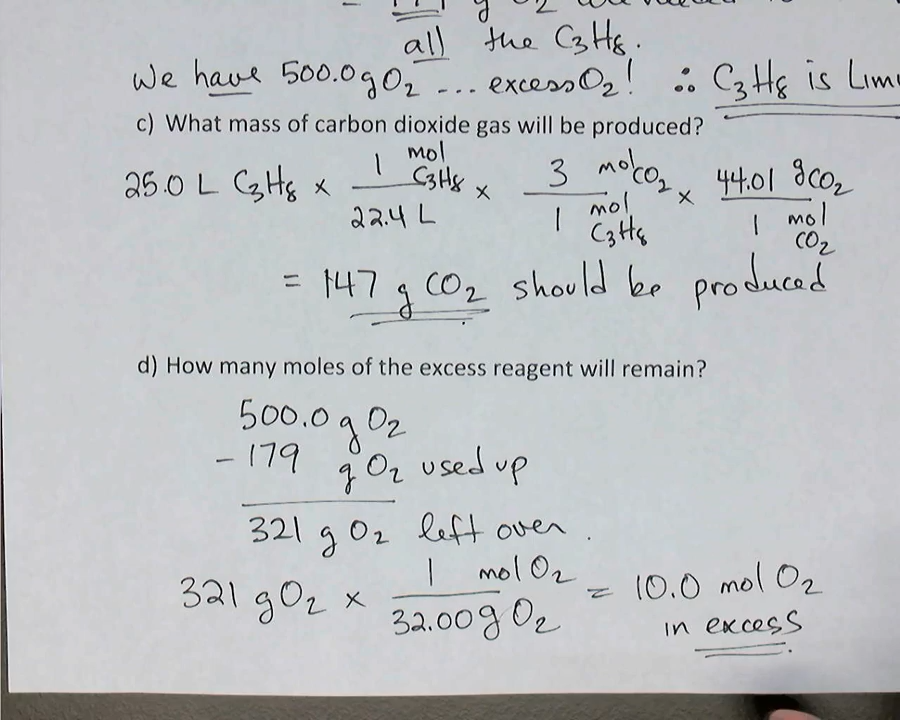 g O2
all the C3H8.
We have 500.0 g O2 ... excess O2! ∴ C3H8 is
c) What mass of carbon dioxide gas will be produced?
25.0 L C3H8 × 1 mol C3H8 / 22.4 L × 3 mol CO2 / 1 mol C3H8 × 44.01 g CO2 / 1 mol CO2
= 147 g CO2 should be produced
d) How many moles of the excess reagent will remain?
500.0 g O2
- 179 g O2 used up
321 g O2 left over.
321 g O2 × 1 mol O2 / 32.00 g O2 = 10.0 mol O2
in excess.